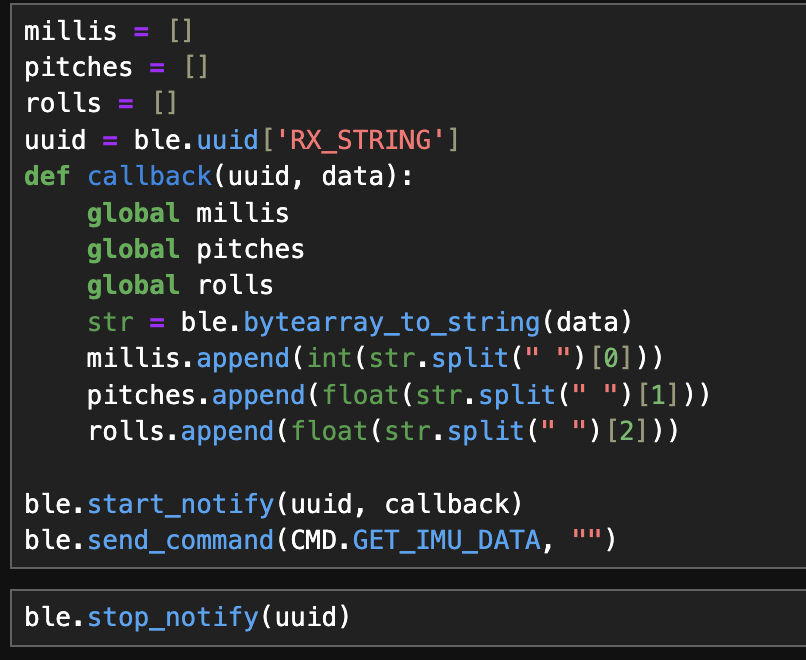 millis = []
pitches = []
rolls = []
uuid = ble.uuid['RX_STRING']
def callback(uuid, data):
    global millis
    global pitches
    global rolls
    str = ble.bytearray_to_string(data)
    millis.append(int(str.split(" ")[0]))
    pitches.append(float(str.split(" ")[1]))
    rolls.append(float(str.split(" ")[2]))

ble.start_notify(uuid, callback)
ble.send_command(CMD.GET_IMU_DATA, "")
ble.stop_notify(uuid)